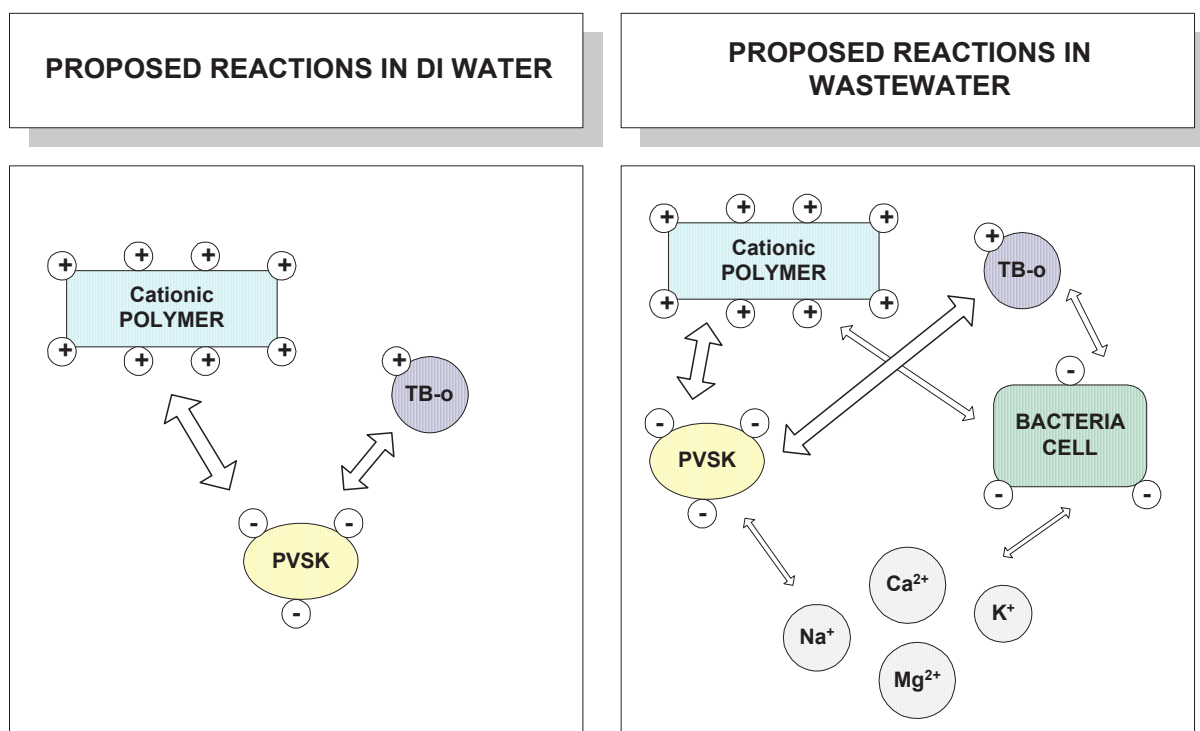 PROPOSED REACTIONS IN DI WATER
+ + + +
Cationic
POLYMER
+ + + +
+
TB-o
- -
PVSK
-
PROPOSED REACTIONS IN
WASTEWATER
+ + + +
Cationic
POLYMER
+ + + +
+
TB-o
-
BACTERIA
CELL
- -
- -
PVSK
-
Ca²⁺
K⁺
Na⁺
Mg²⁺